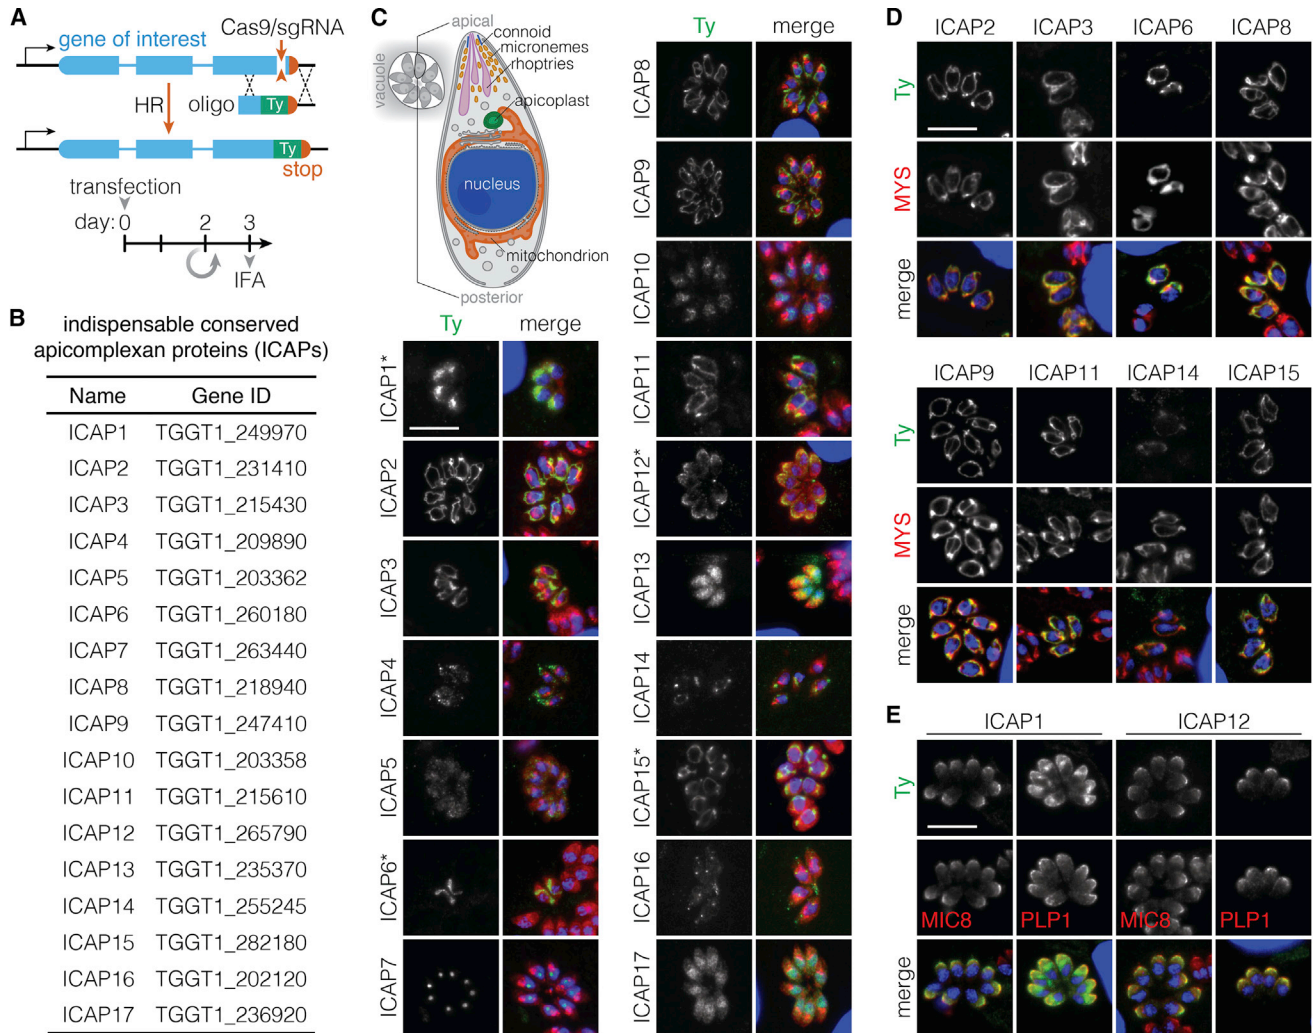 A
Cas9/sgRNA
gene of interest
HR
oligo
Ty
Ty
stop
transfection
day: 0 2 3
IFA
B
indispensable conserved
apicomplexan proteins (ICAPs)
Name Gene ID
ICAP1 TGGT1_249970
ICAP2 TGGT1_231410
ICAP3 TGGT1_215430
ICAP4 TGGT1_209890
ICAP5 TGGT1_203362
ICAP6 TGGT1_260180
ICAP7 TGGT1_263440
ICAP8 TGGT1_218940
ICAP9 TGGT1_247410
ICAP10 TGGT1_203358
ICAP11 TGGT1_215610
ICAP12 TGGT1_265790
ICAP13 TGGT1_235370
ICAP14 TGGT1_255245
ICAP15 TGGT1_282180
ICAP16 TGGT1_202120
ICAP17 TGGT1_236920
C
apical
connoid
micronemes
rhoptries
vacuole
apicoplast
nucleus
mitochondrion
posterior
Ty merge
ICAP1*
ICAP2
ICAP3
ICAP4
ICAP5
ICAP6*
ICAP7
Ty merge
ICAP8
ICAP9
ICAP10
ICAP11
ICAP12*
ICAP13
ICAP14
ICAP15*
ICAP16
ICAP17
D
ICAP2 ICAP3 ICAP6 ICAP8
Ty
MYS
merge
ICAP9 ICAP11 ICAP14 ICAP15
Ty
MYS
merge
E
ICAP1 ICAP12
Ty
MIC8 PLP1 MIC8 PLP1
merge